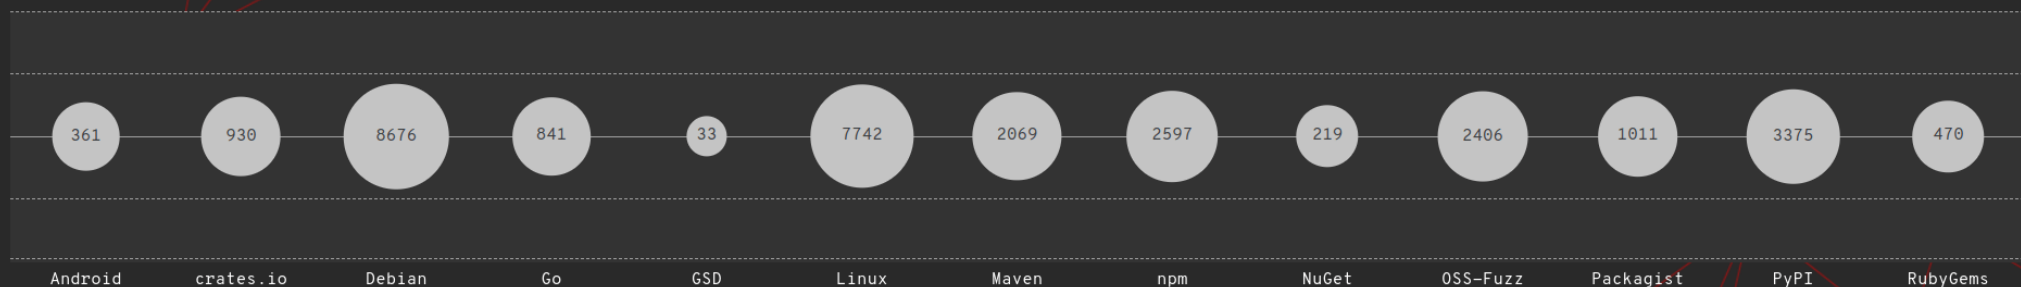 361 930 8676 841 33 7742 2069 2597 219 2406 1011 3375 470
Android crates.io Debian Go GSD Linux Maven npm NuGet OSS-Fuzz Packagist PyPI RubyGems